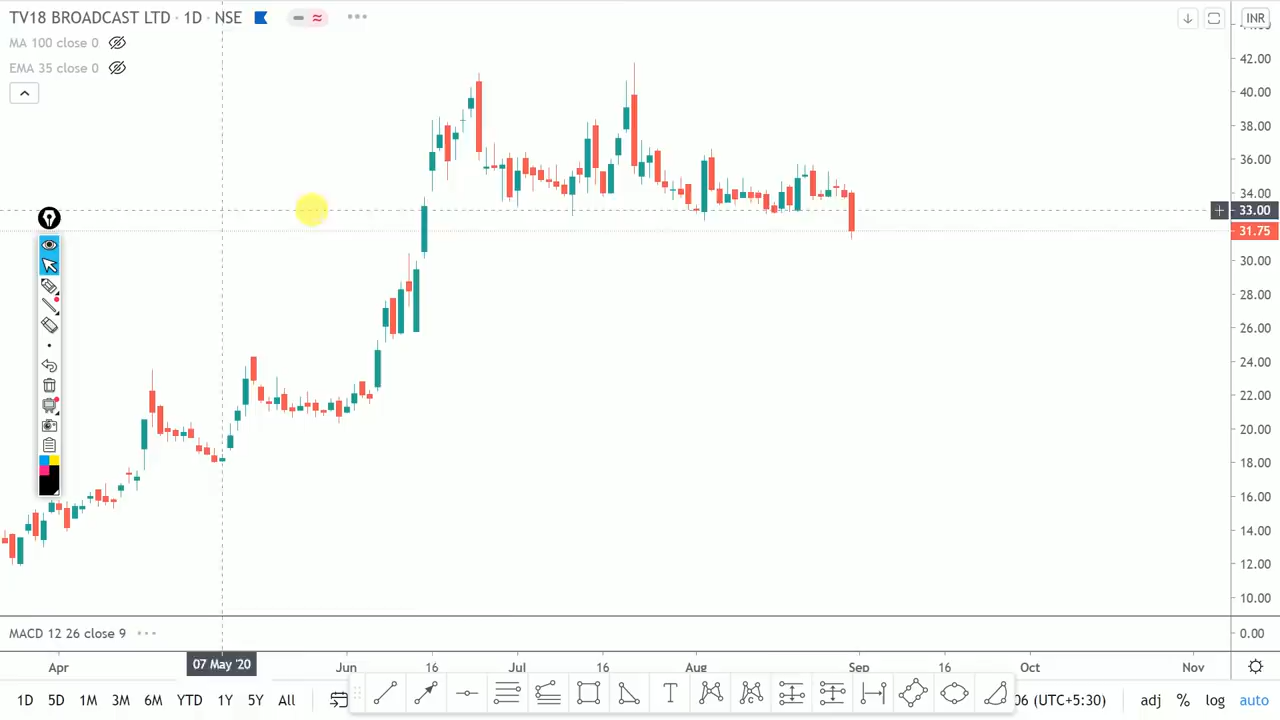 TV18 BROADCAST LTD · 1D · NSE
INR
MA 100 close 0
EMA 35 close 0
42.00
40.00
38.00
36.00
34.00
33.00
31.75
30.00
28.00
26.00
24.00
22.00
20.00
18.00
16.00
14.00
12.00
10.00
MACD 12 26 close 9
0.00
Apr 07 May '20 Jun 16 Jul 16 Aug Sep 16 Oct Nov
1D 5D 1M 3M 6M YTD 1Y 5Y All T C 06 (UTC+5:30) adj % log auto